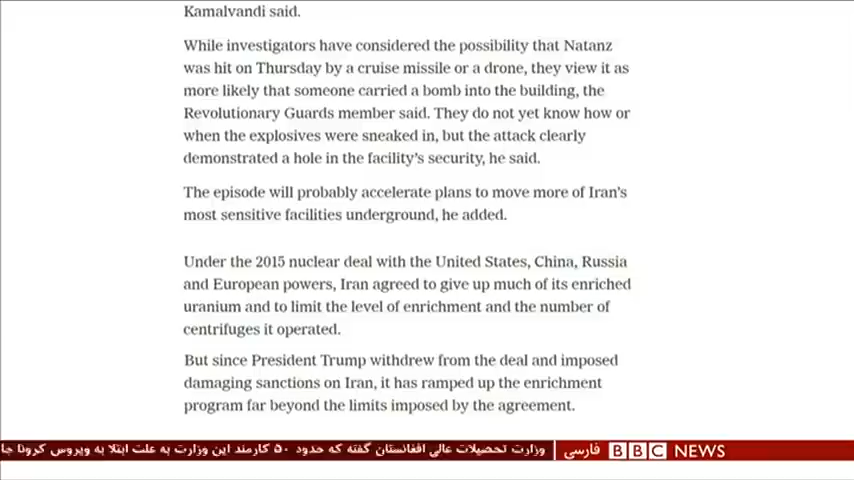 Kamalvandi said.
While investigators have considered the possibility that Natanz
was hit on Thursday by a cruise missile or a drone, they view it as
more likely that someone carried a bomb into the building, the
Revolutionary Guards member said. They do not yet know how or
when the explosives were sneaked in, but the attack clearly
demonstrated a hole in the facility's security, he said.
The episode will probably accelerate plans to move more of Iran's
most sensitive facilities underground, he added.
Under the 2015 nuclear deal with the United States, China, Russia
and European powers, Iran agreed to give up much of its enriched
uranium and to limit the level of enrichment and the number of
centrifuges it operated.
But since President Trump withdrew from the deal and imposed
damaging sanctions on Iran, it has ramped up the enrichment
program far beyond the limits imposed by the agreement.
وزارت تحصیلات عالی افغانستان گفته که حدود ۵۰ کارمند این وزارت به علت ابتلا به ویروس کرونا جا
فارسی BBC NEWS